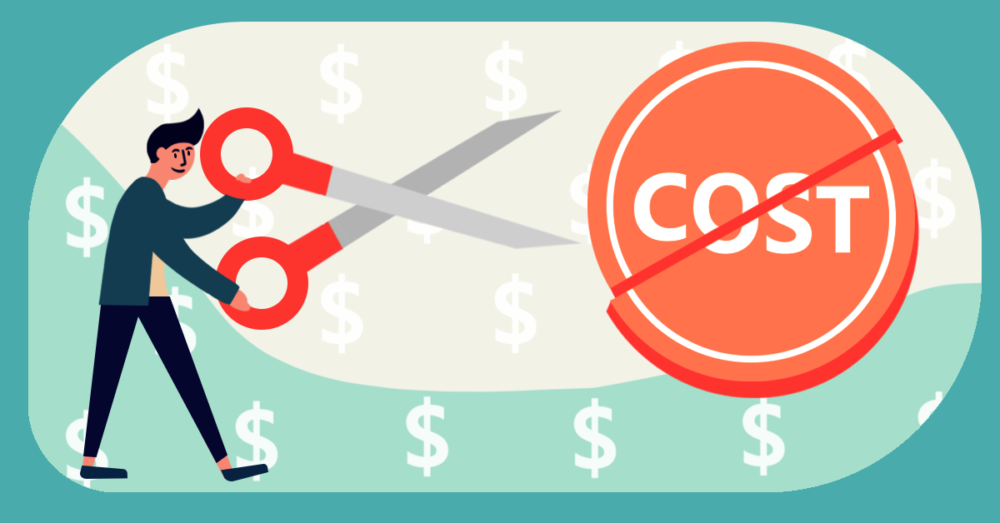 $ $ $ $ $
COST
$ $ $ $
$ $ $
$ $ $ $ $ $